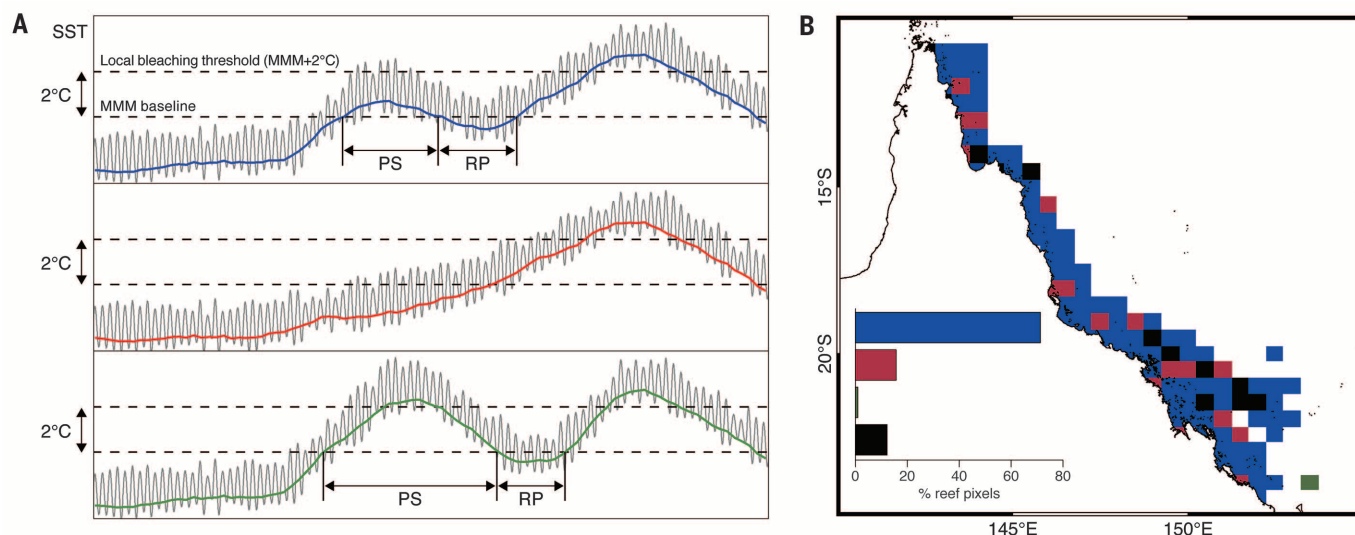 A
SST
Local bleaching threshold (MMM+2°C)
2°C
MMM baseline
PS
RP
2°C
2°C
PS
RP
B
15°S
20°S
0
20
40
60
80
% reef pixels
145°E
150°E